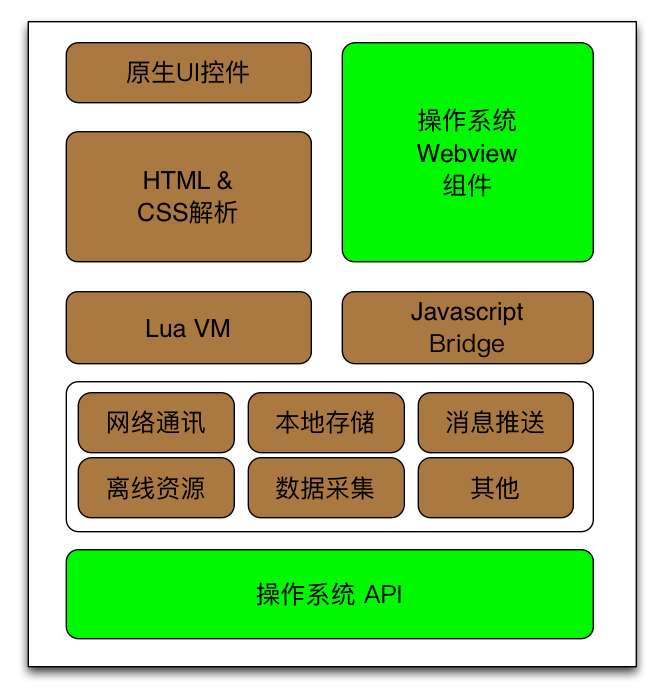 原生UI控件
操作系统
Webview
组件
HTML &
CSS解析
Lua VM
Javascript
Bridge
网络通讯
本地存储
消息推送
离线资源
数据采集
其他
操作系统 API